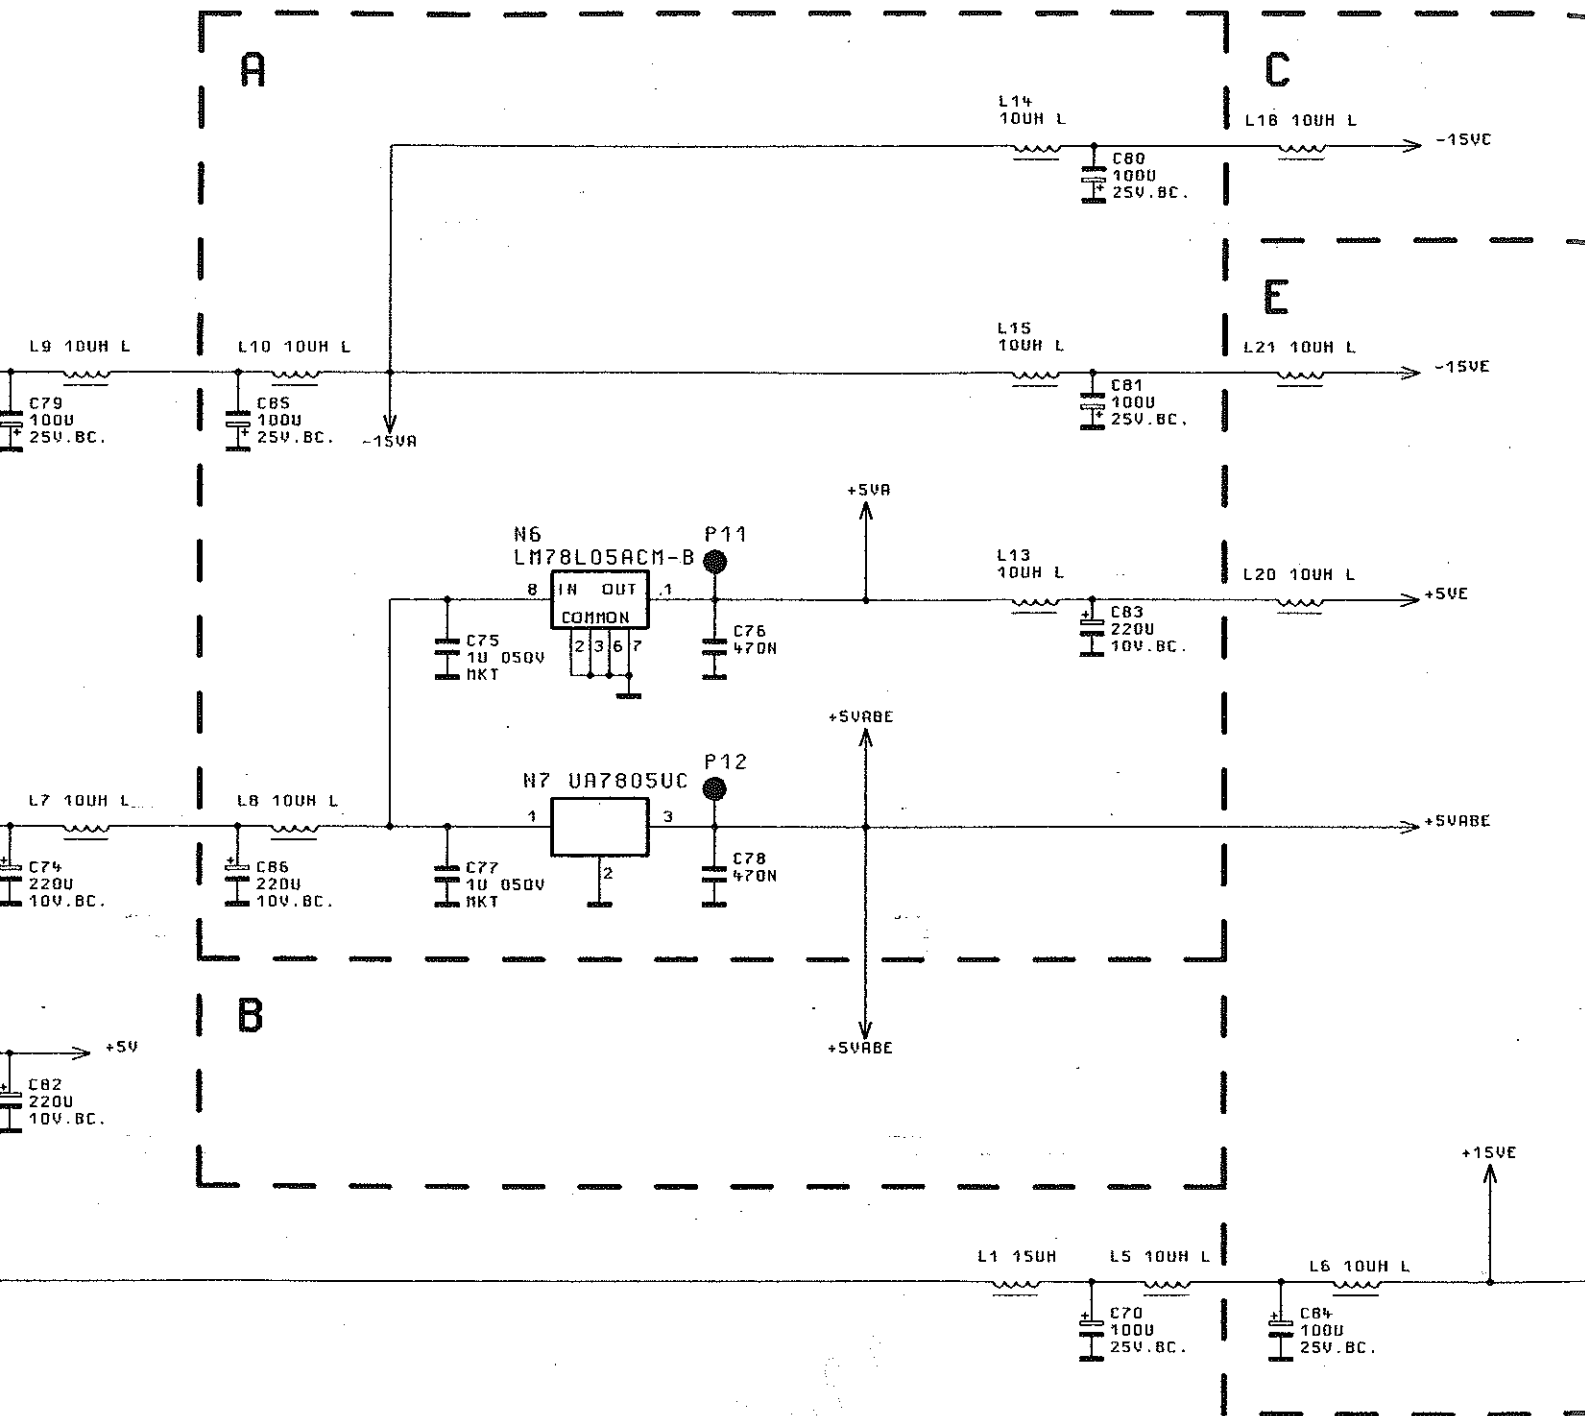 A
C
L14
10UH L
L18 10UH L
-15VC
C80
100U
25V.BC.
E
L9 10UH L
L10 10UH L
L15
10UH L
L21 10UH L
-15VE
C79
100U
25V.BC.
C85
100U
25V.BC.
-15VA
C81
100U
25V.BC.
+5VA
N6
LM78L05ACM-B
P11
8
IN OUT
1
COMMON
2 3 6 7
L13
10UH L
L20 10UH L
+5VE
C75
1U 050V
MKT
C76
470N
C83
220U
10V.BC.
+5VABE
N7 UA7805UC
P12
L7 10UH L
L8 10UH L
1
3
2
+5VABE
C74
220U
10V.BC.
C86
220U
10V.BC.
C77
1U 050V
MKT
C78
470N
B
+5V
+5VABE
C82
220U
10V.BC.
+15VE
L1 15UH
L5 10UH L
L6 10UH L
C70
100U
25V.BC.
C84
100U
25V.BC.